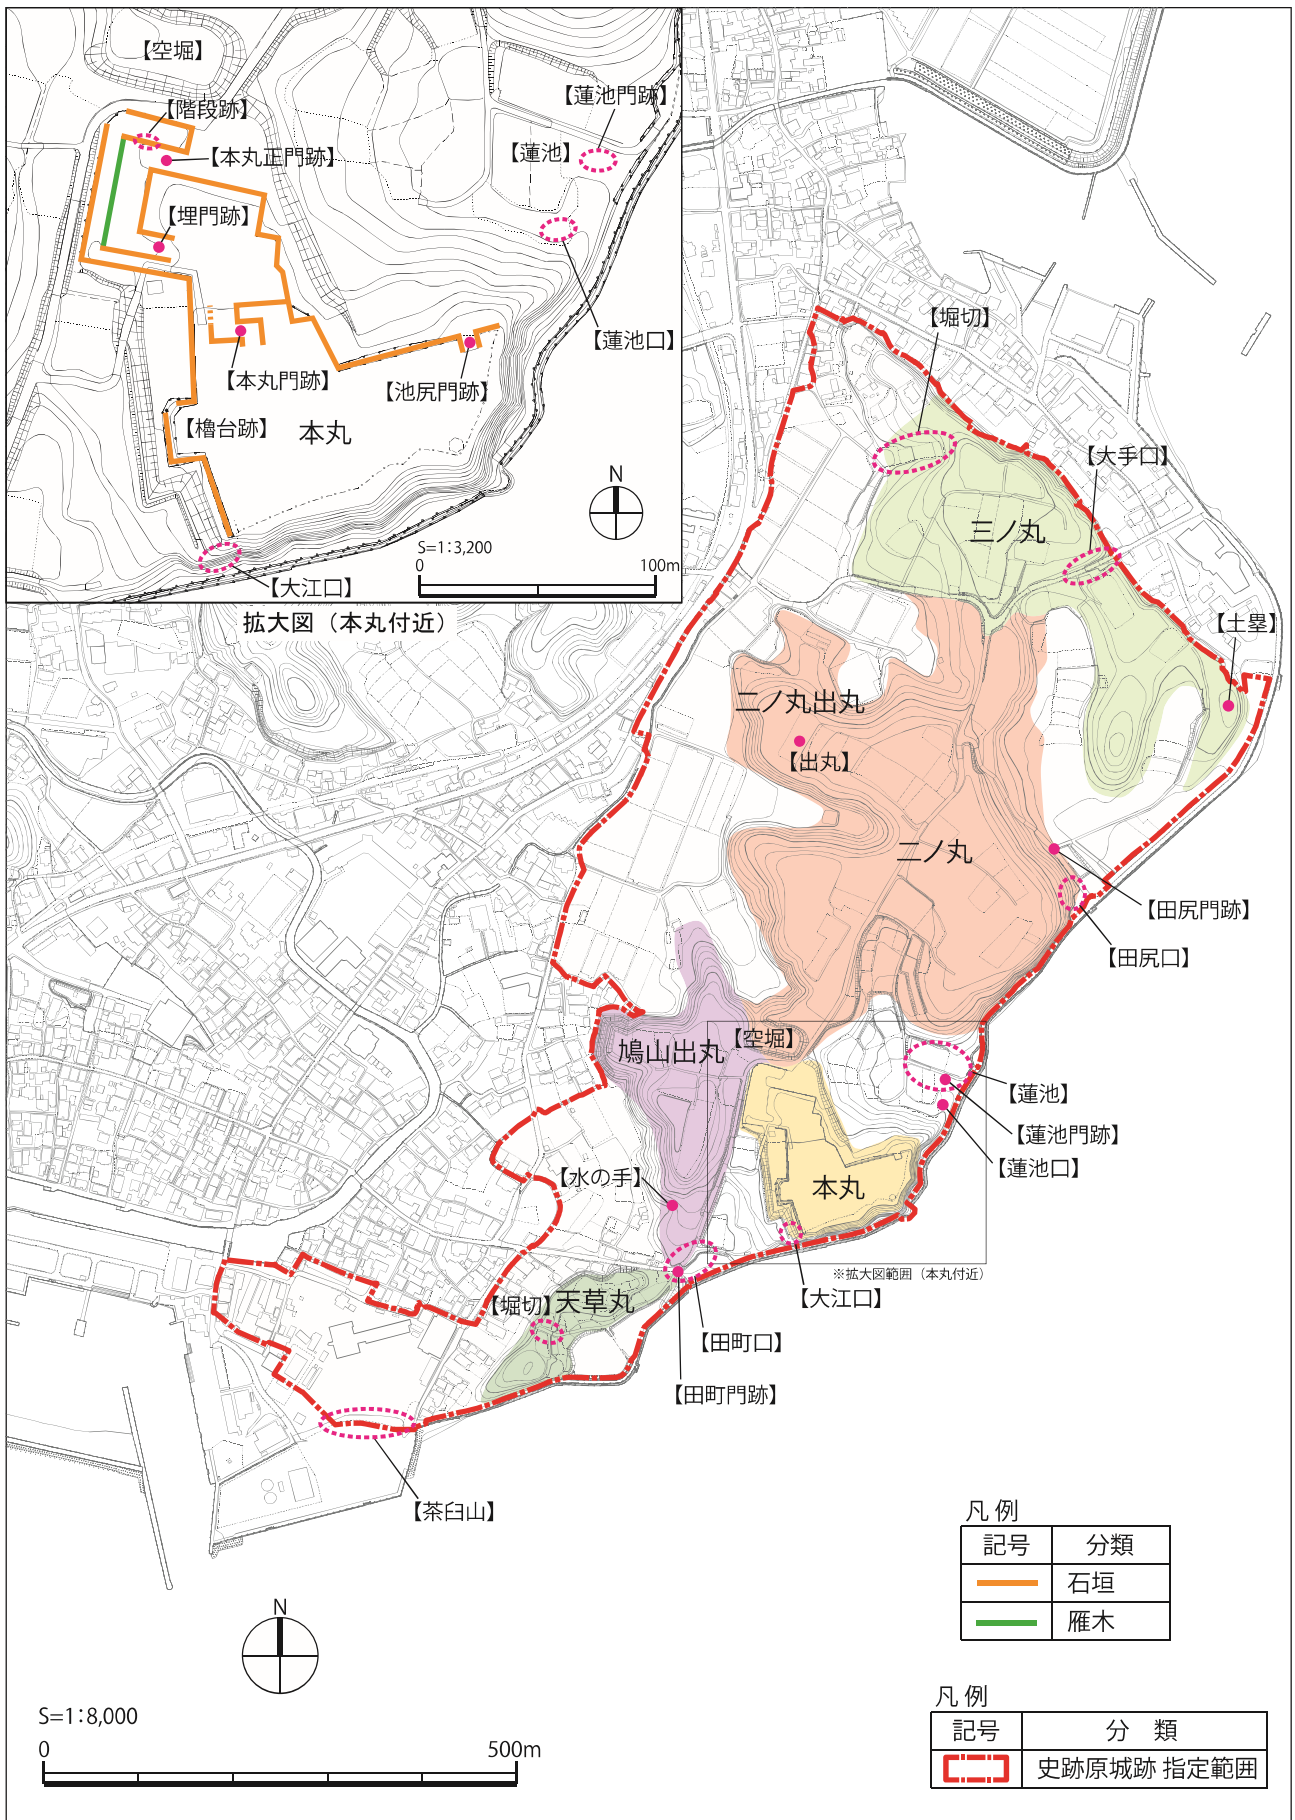 【空堀】
【階段跡】
【蓮池門跡】
【本丸正門跡】
【蓮池】
【埋門跡】
【蓮池口】
【本丸門跡】
【池尻門跡】
【櫓台跡】
本丸
N
S=1:3,200
0 100m
【大江口】
拡大図（本丸付近）
【堀切】
【大手口】
三ノ丸
【土塁】
二ノ丸出丸
【出丸】
二ノ丸
【田尻門跡】
【田尻口】
【空堀】
鳩山出丸
【蓮池】
【蓮池門跡】
【蓮池口】
【水の手】
本丸
※拡大図範囲（本丸付近）
【大江口】
【堀切】
天草丸
【田町口】
【田町門跡】
【茶臼山】
凡例
記号 分類
石垣
雁木
N
凡例
記号 分類
史跡原城跡 指定範囲
S=1:8,000
0 500m